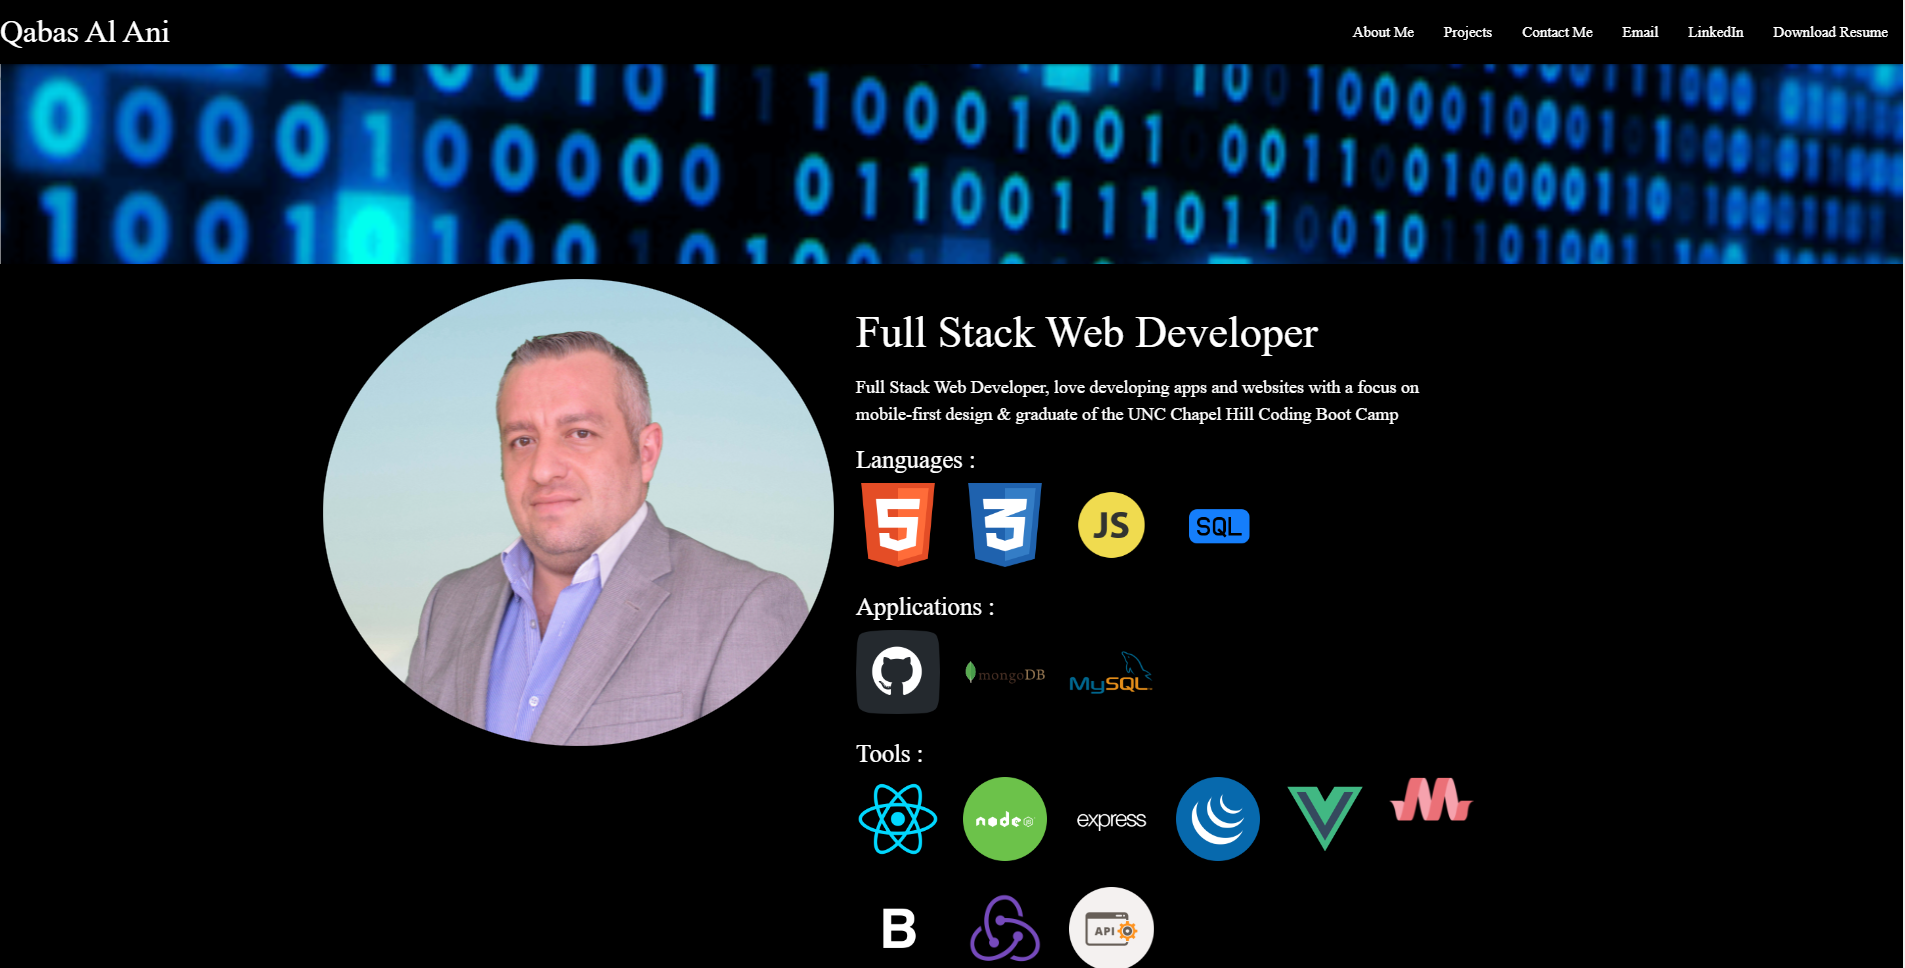 Qabas Al Ani
About Me Projects Contact Me Email LinkedIn Download Resume
Full Stack Web Developer
Full Stack Web Developer, love developing apps and websites with a focus on
mobile-first design & graduate of the UNC Chapel Hill Coding Boot Camp
Languages :
5 3 JS SQL
Applications :
mongoDB MySQL
Tools :
node JS express
B API